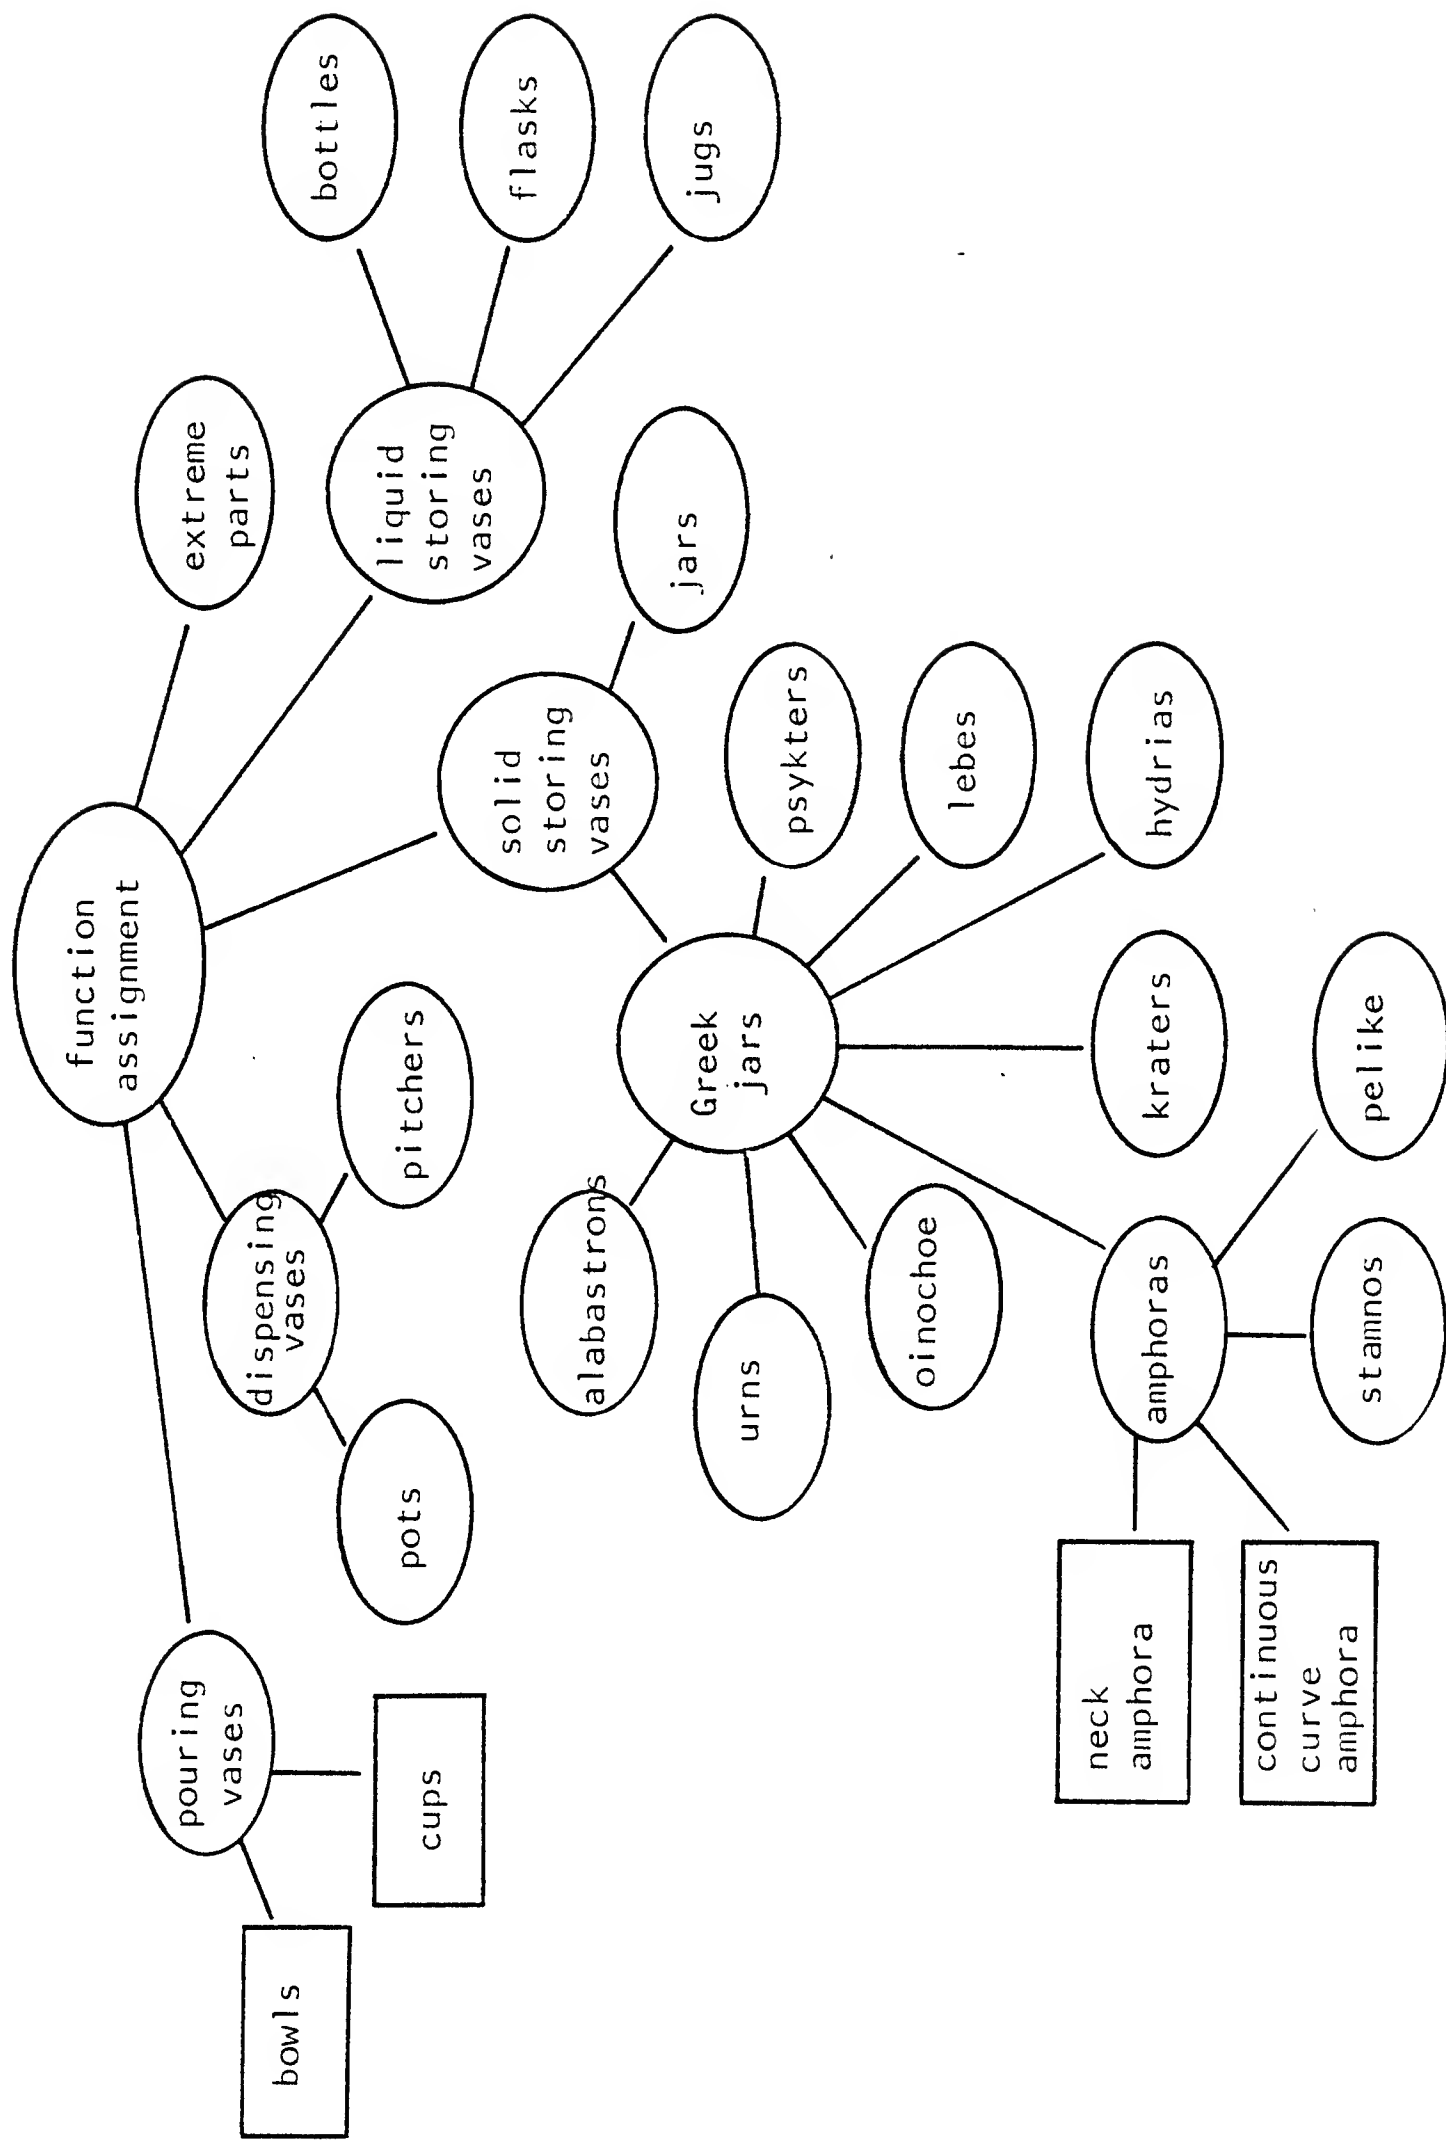 function
assignment
pouring
vases
bowls
cups
dispensing
vases
pots
pitchers
solid
storing
vases
Greek
jars
alabastrons
urns
oinochoe
amphoras
neck
amphora
continuous
curve
amphora
stamnos
pelike
kraters
hydrias
lebes
psykters
jars
liquid
storing
vases
bottles
flasks
jugs
extreme
parts